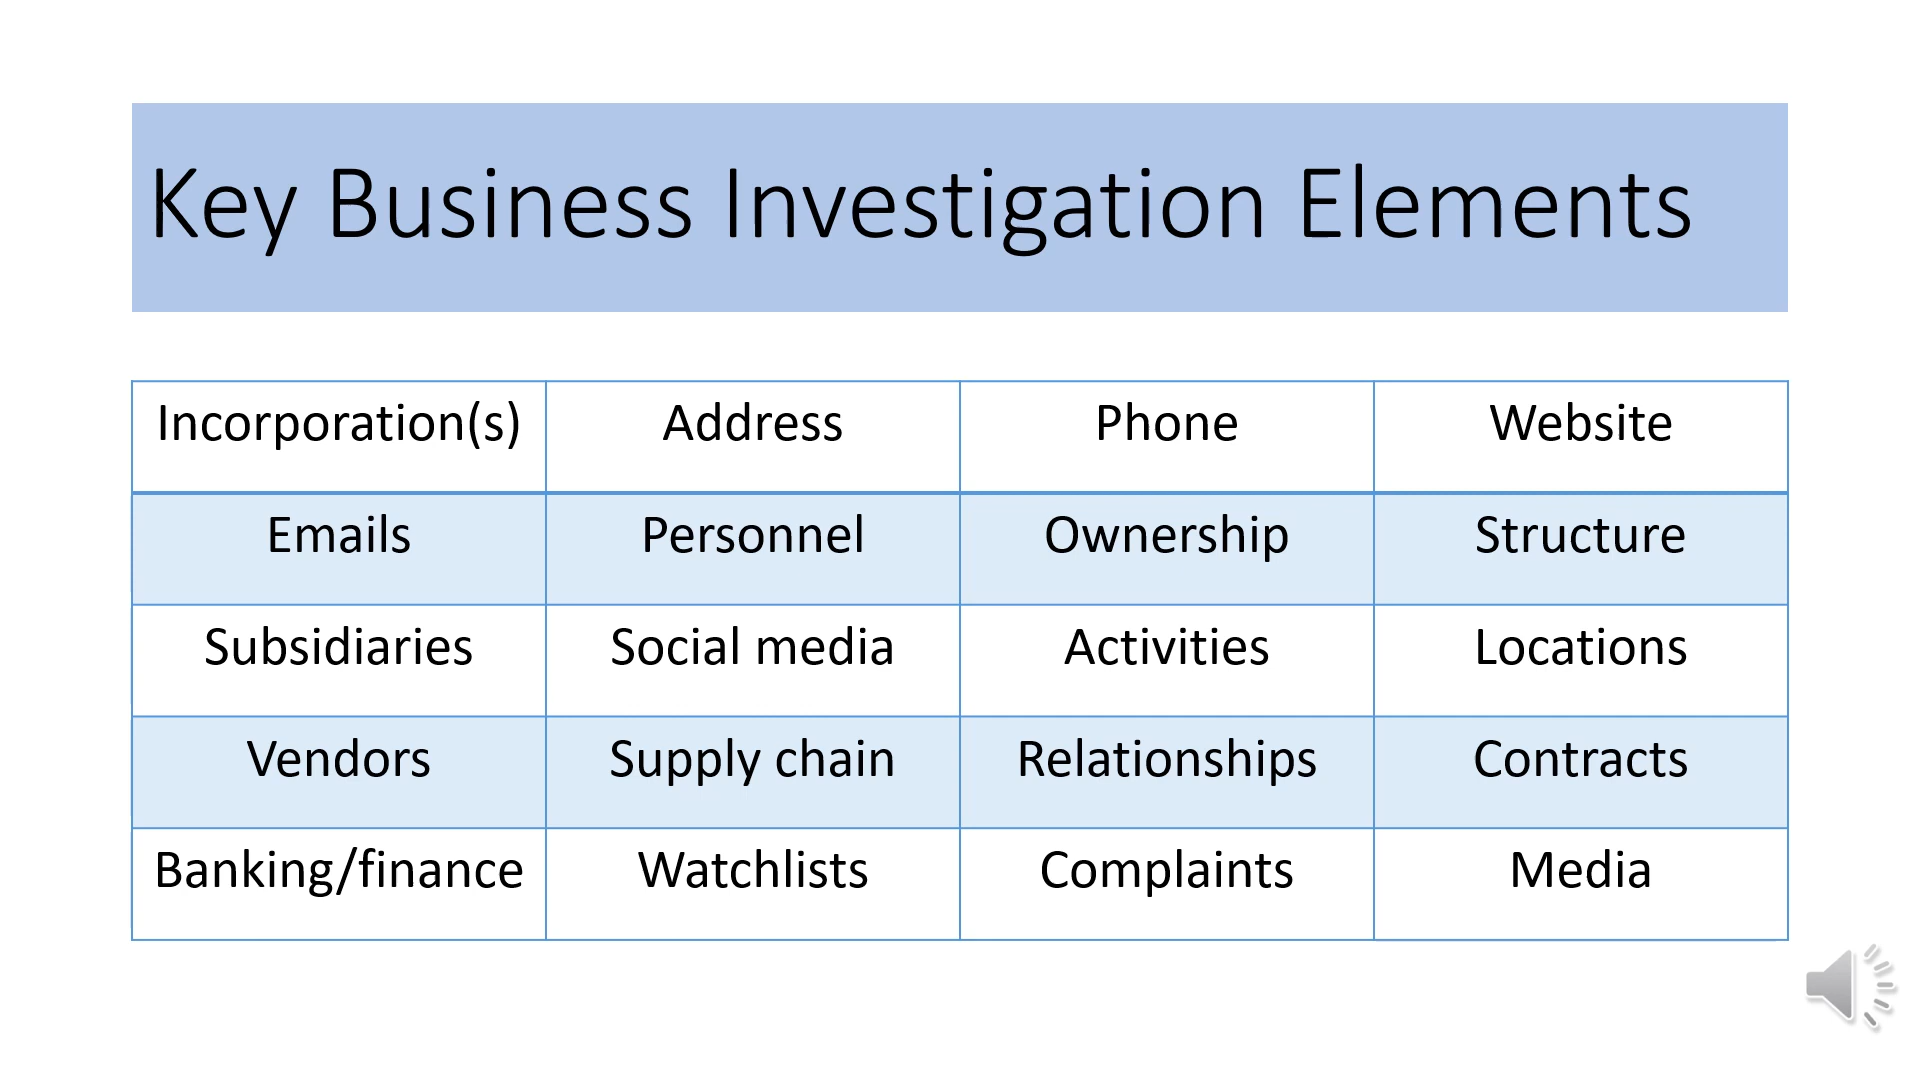 Key Business Investigation Elements
Incorporation(s) Address Phone Website
Emails Personnel Ownership Structure
Subsidiaries Social media Activities Locations
Vendors Supply chain Relationships Contracts
Banking/finance Watchlists Complaints Media